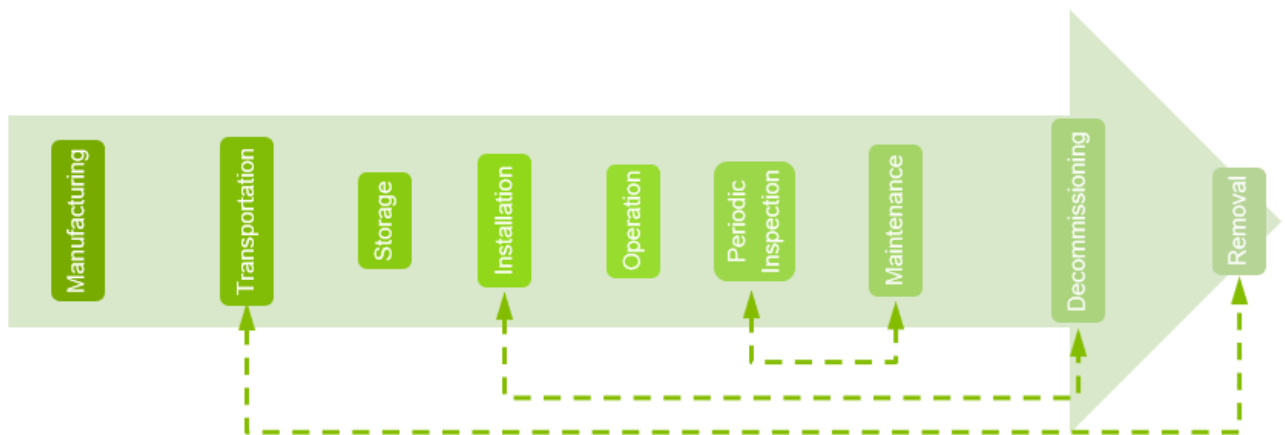 Manufacturing
Transportation
Storage
Installation
Operation
Periodic
Inspection
Maintenance
Decommissioning
Removal